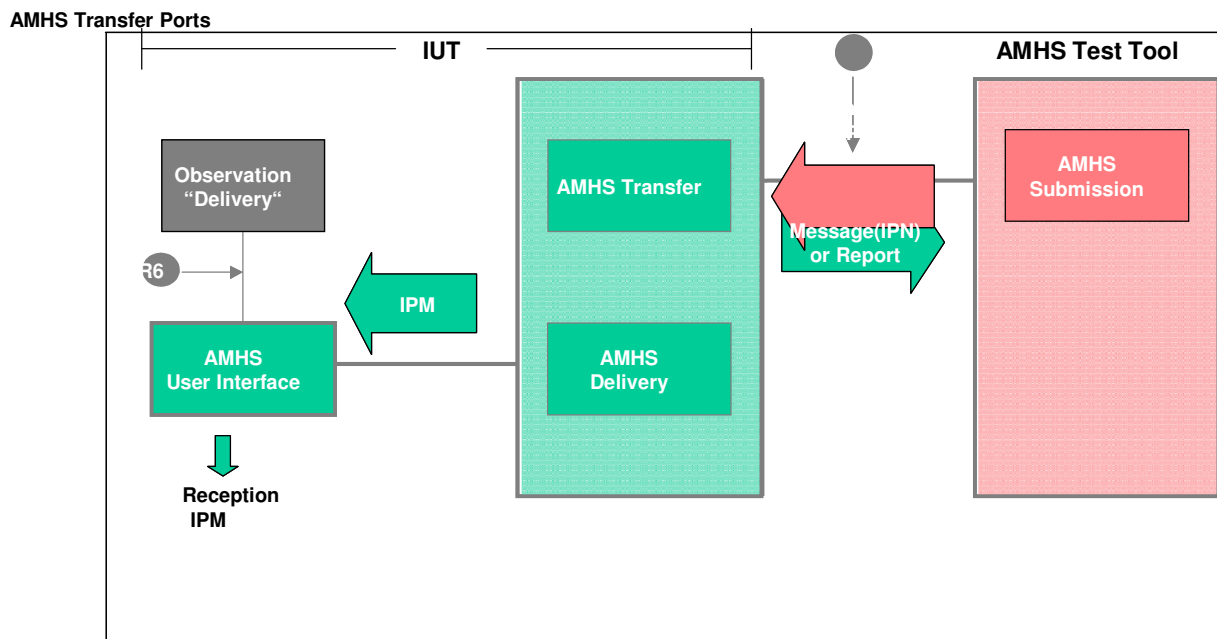 AMHS Transfer Ports
IUT
AMHS Test Tool
Observation
“Delivery“
AMHS Transfer
AMHS
Submission
Message(IPN)
or Report
R6
IPM
AMHS
User Interface
AMHS
Delivery
Reception
IPM